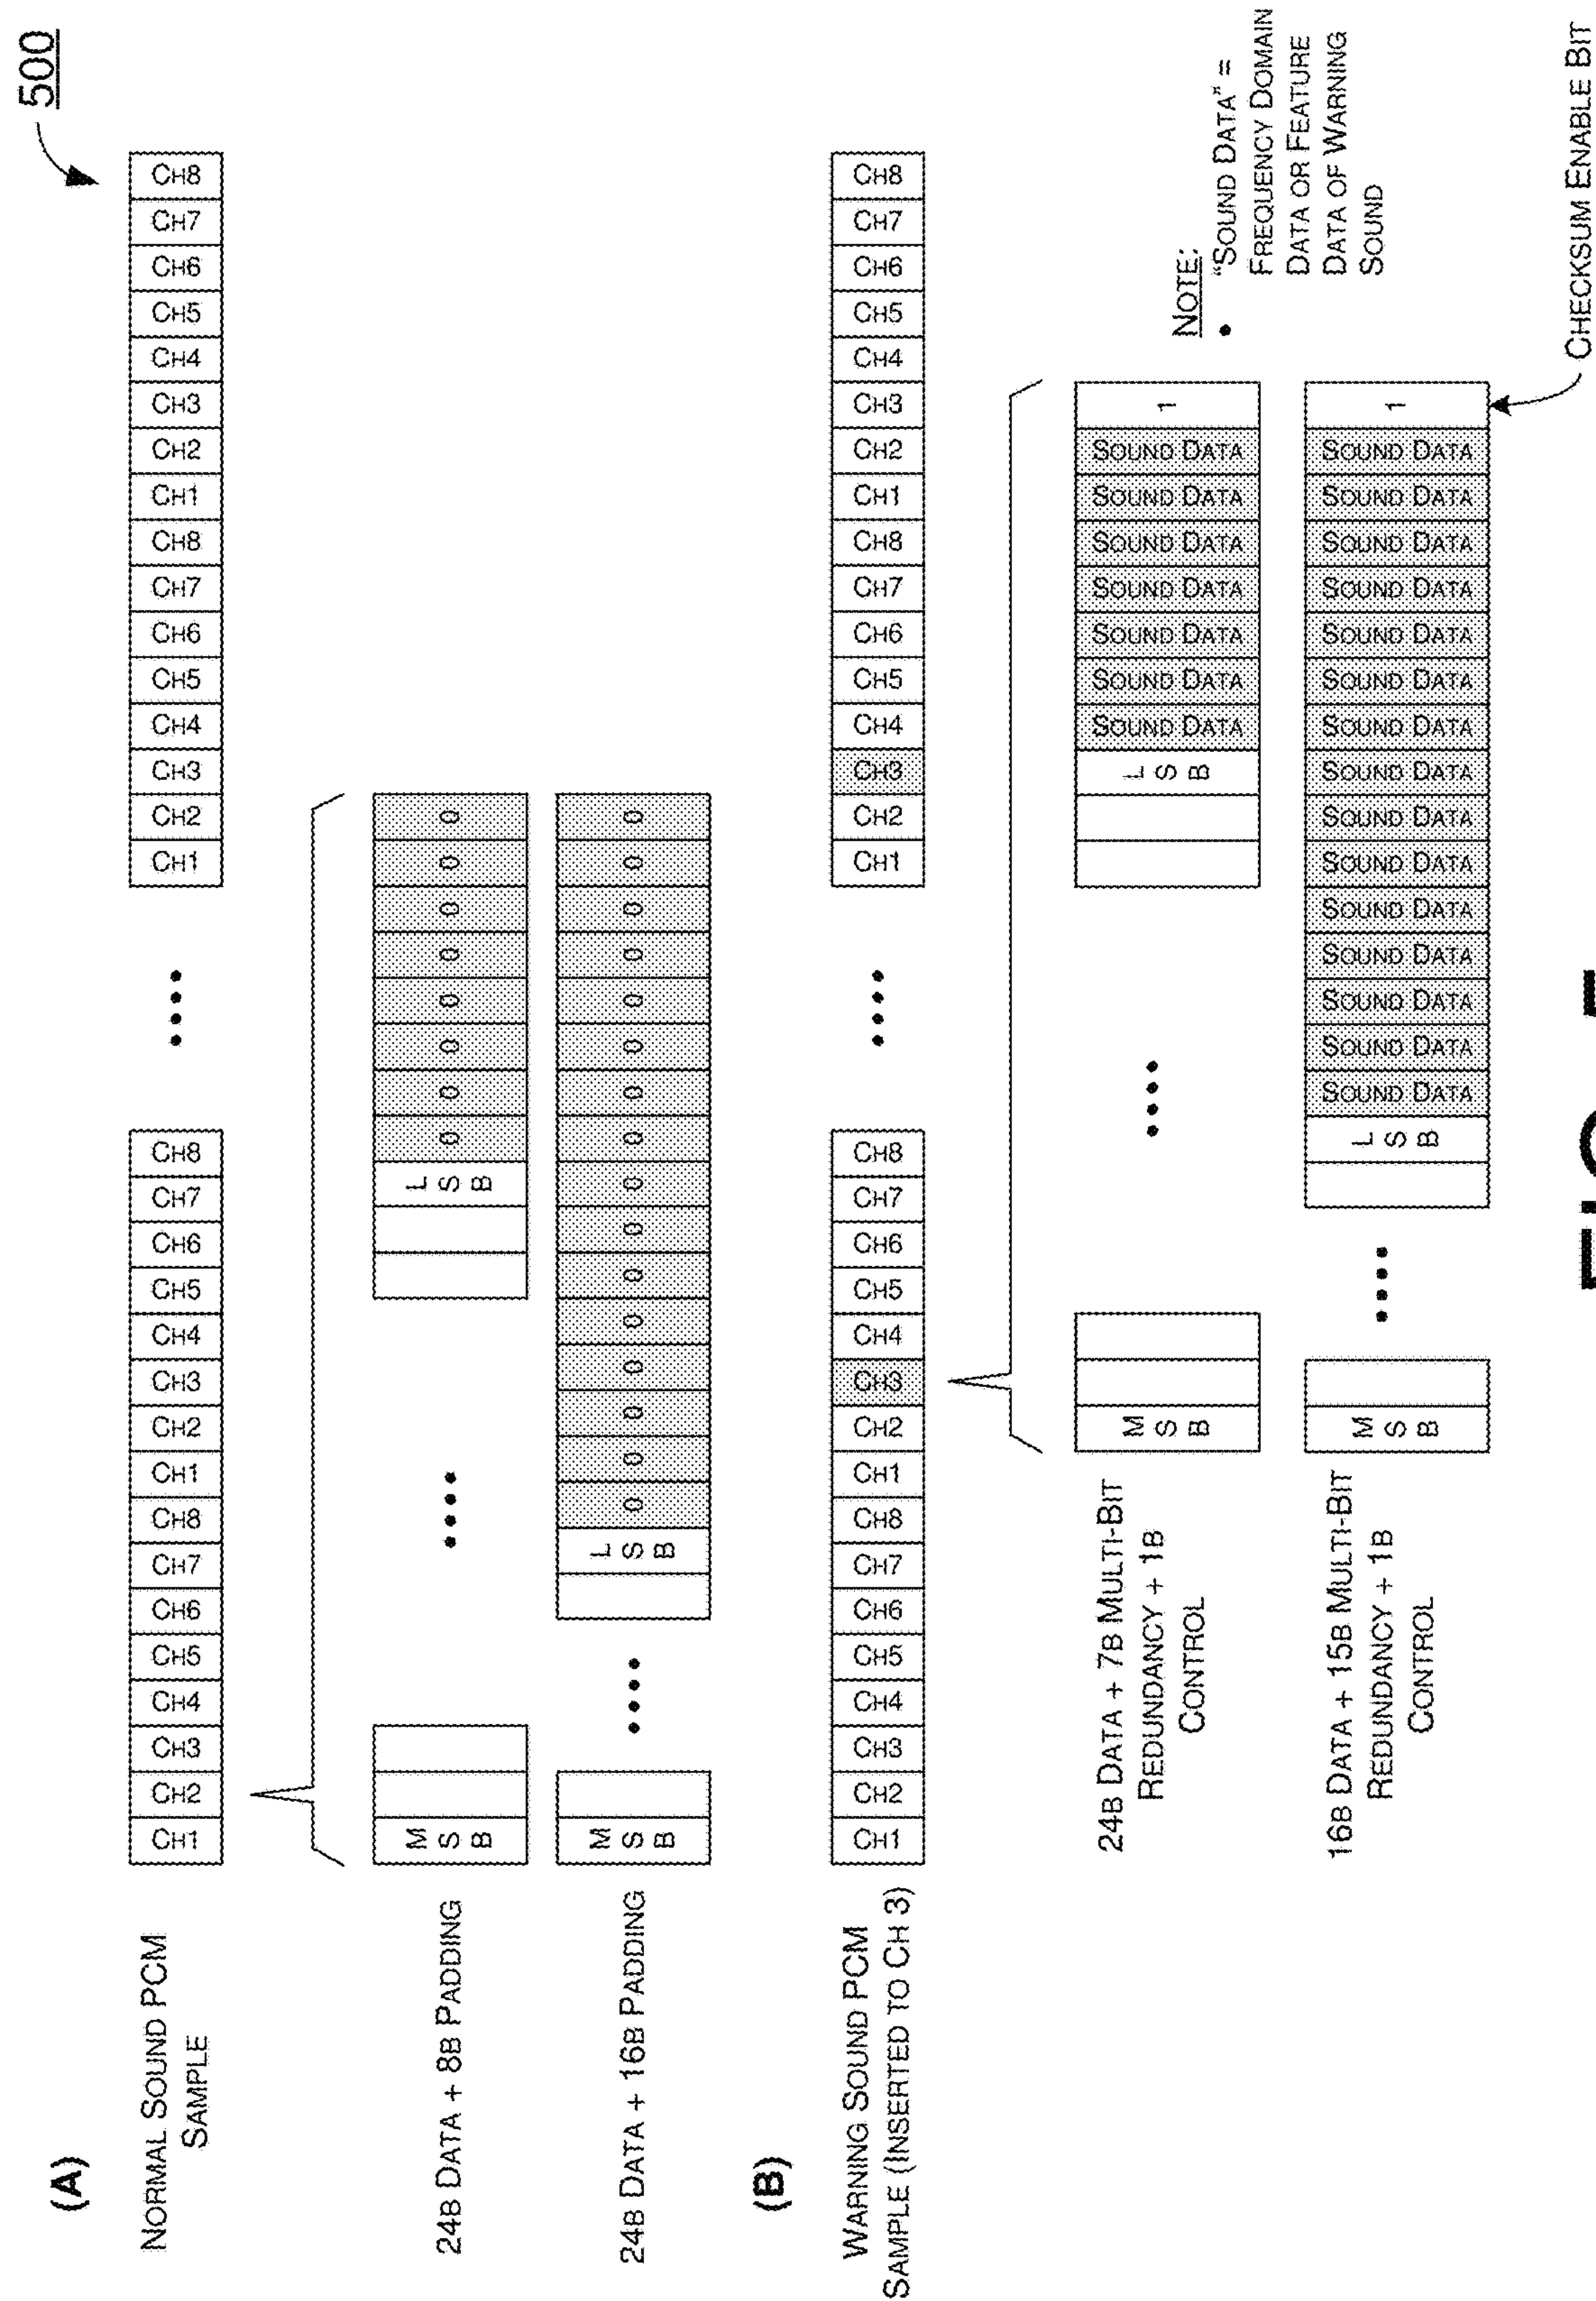 500
(A)
NORMAL SOUND PCM
SAMPLE
CH1 CH2 CH3 CH4 CH5 CH6 CH7 CH8 CH1 CH2 CH3 CH4 CH5 CH6 CH7 CH8 •••• CH1 CH2 CH3 CH4 CH5 CH6 CH7 CH8 CH1 CH2 CH3 CH4 CH5 CH6 CH7 CH8
24B DATA + 8B PADDING
MSB •••• LSB 0 0 0 0 0 0 0 0
24B DATA + 16B PADDING
MSB •••• LSB 0 0 0 0 0 0 0 0 0 0 0 0 0 0 0 0
(B)
WARNING SOUND PCM
SAMPLE (INSERTED TO CH 3)
CH1 CH2 CH3 CH4 CH5 CH6 CH7 CH8 CH1 CH2 CH3 CH4 CH5 CH6 CH7 CH8 •••• CH1 CH2 CH3 CH4 CH5 CH6 CH7 CH8 CH1 CH2 CH3 CH4 CH5 CH6 CH7 CH8
24B DATA + 7B MULTI-BIT
REDUNDANCY + 1B
CONTROL
MSB •••• LSB SOUND DATA SOUND DATA SOUND DATA SOUND DATA SOUND DATA SOUND DATA SOUND DATA 1
NOTE:
• "SOUND DATA" =
FREQUENCY DOMAIN
DATA OR FEATURE
DATA OF WARNING
SOUND
16B DATA + 15B MULTI-BIT
REDUNDANCY + 1B
CONTROL
MSB •••• LSB SOUND DATA SOUND DATA SOUND DATA SOUND DATA SOUND DATA SOUND DATA SOUND DATA SOUND DATA SOUND DATA SOUND DATA SOUND DATA SOUND DATA SOUND DATA SOUND DATA SOUND DATA 1
CHECKSUM ENABLE BIT